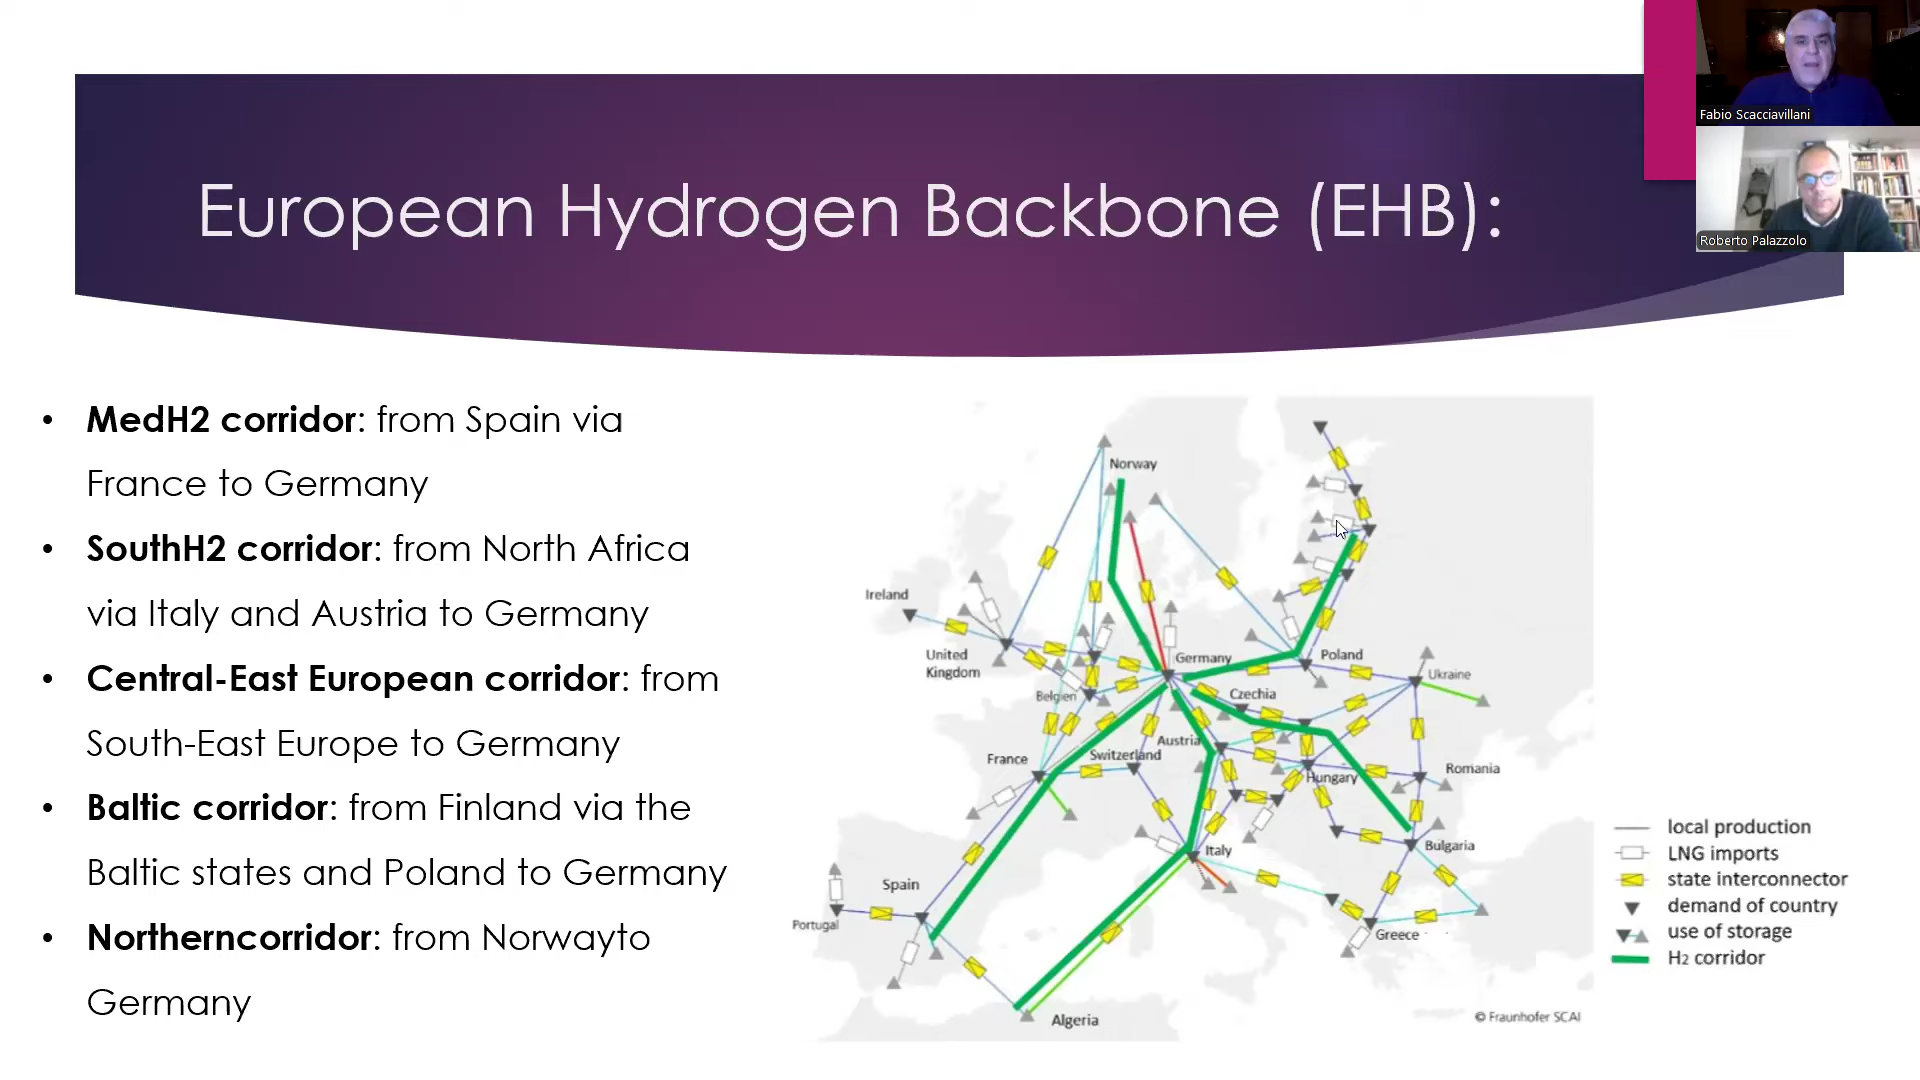 European Hydrogen Backbone (EHB):
Fabio Scacciavillani
Roberto Palazzolo
• MedH2 corridor: from Spain via
France to Germany
• SouthH2 corridor: from North Africa
via Italy and Austria to Germany
• Central-East European corridor: from
South-East Europe to Germany
• Baltic corridor: from Finland via the
Baltic states and Poland to Germany
• Northerncorridor: from Norwayto
Germany
Norway
Ireland
United
Kingdom
Belgien
Germany
Poland
Ukraine
Czechia
France
Switzerland
Austria
Hungary
Romania
Italy
Bulgaria
Spain
Portugal
Greece
Algeria
local production
LNG imports
state interconnector
demand of country
use of storage
H2 corridor
© Fraunhofer SCAI